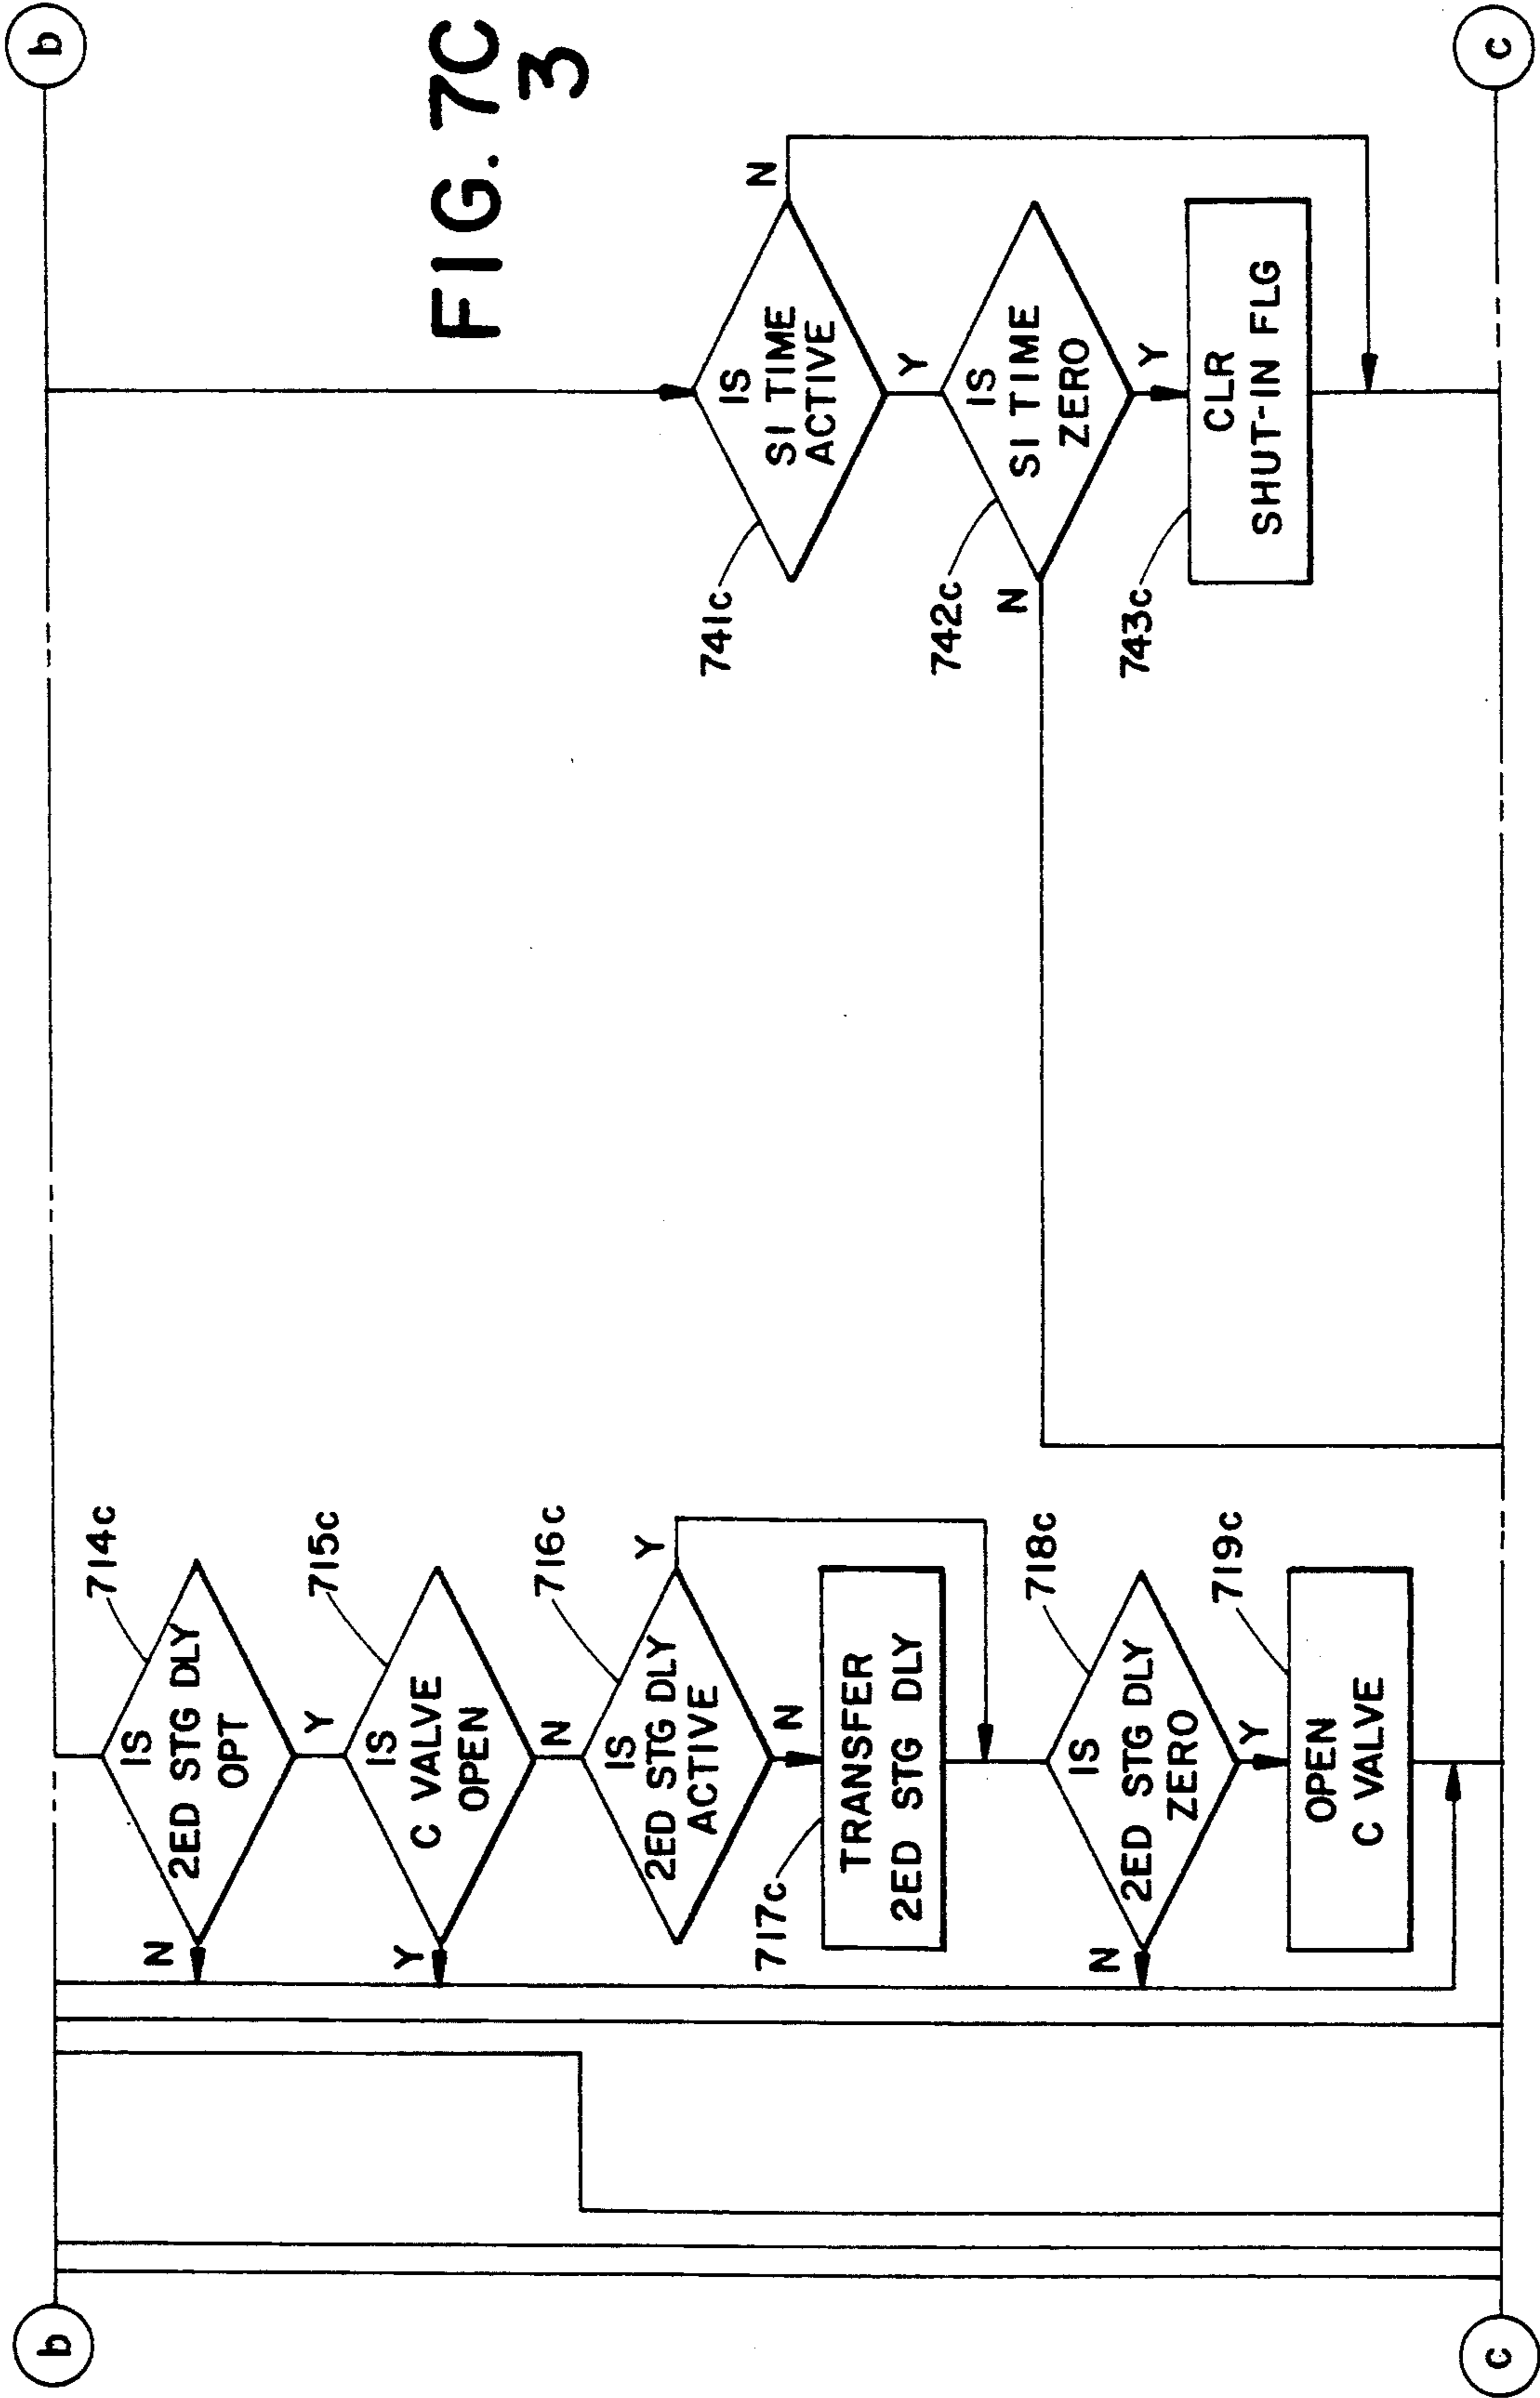 b
b
FIG. 7C
3
714c
IS
2ED STG DLY
OPT
N
Y
715c
IS
C VALVE
OPEN
Y
N
716c
IS
2ED STG DLY
ACTIVE
Y
N
717c
TRANSFER
2ED STG DLY
718c
IS
2ED STG DLY
ZERO
N
Y
719c
OPEN
C VALVE
741c
IS
SI TIME
ACTIVE
N
Y
742c
IS
SI TIME
ZERO
N
Y
743c
CLR
SHUT-IN FLG
c
c